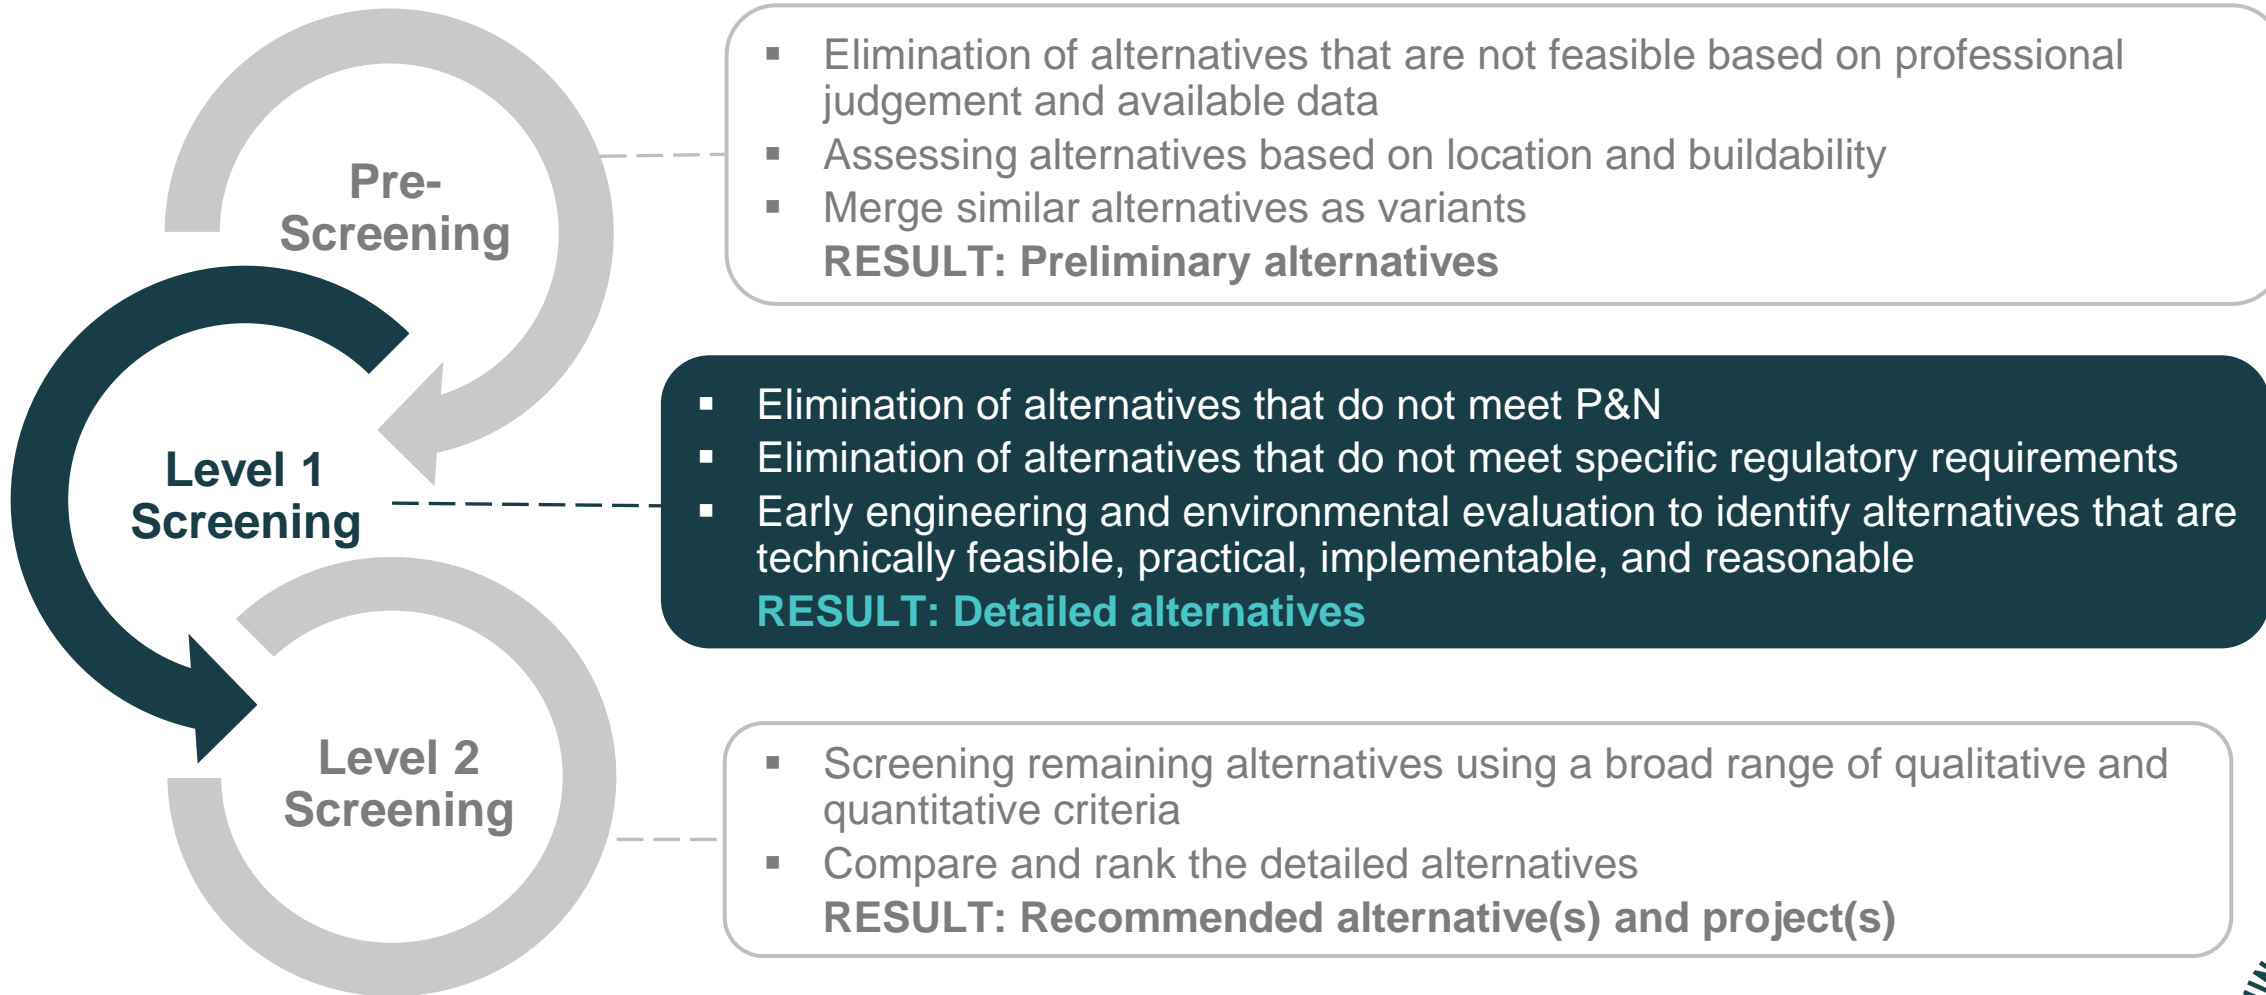 Pre-
Screening
▪ Elimination of alternatives that are not feasible based on professional
judgement and available data
▪ Assessing alternatives based on location and buildability
▪ Merge similar alternatives as variants
RESULT: Preliminary alternatives
Level 1
Screening
▪ Elimination of alternatives that do not meet P&N
▪ Elimination of alternatives that do not meet specific regulatory requirements
▪ Early engineering and environmental evaluation to identify alternatives that are
technically feasible, practical, implementable, and reasonable
RESULT: Detailed alternatives
Level 2
Screening
▪ Screening remaining alternatives using a broad range of qualitative and
quantitative criteria
▪ Compare and rank the detailed alternatives
RESULT: Recommended alternative(s) and project(s)